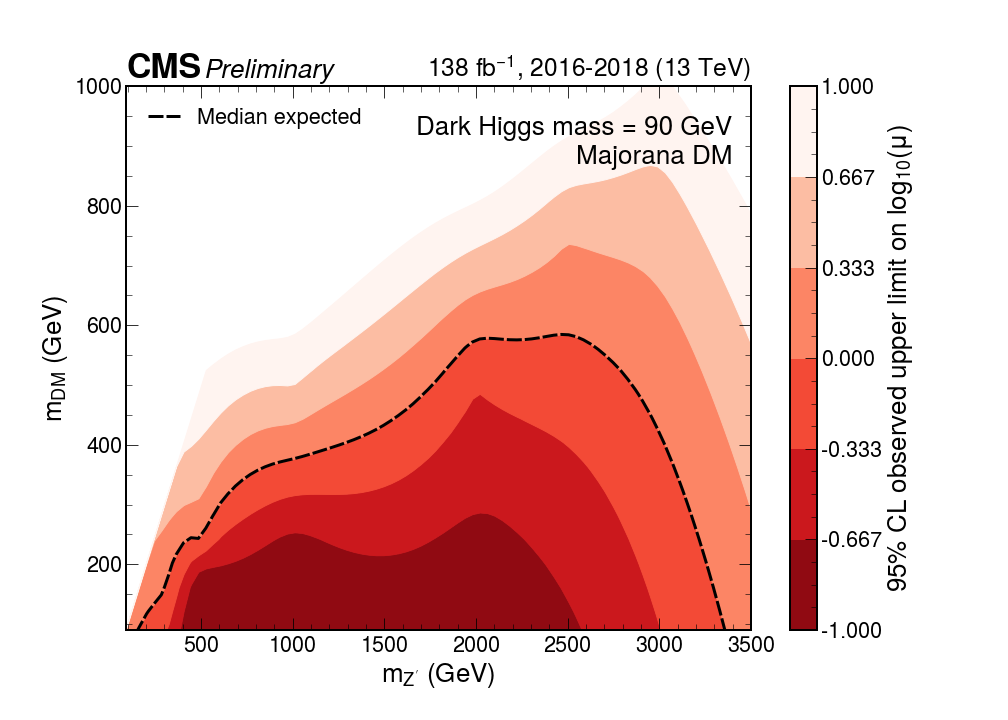 CMS Preliminary 138 fb⁻¹, 2016-2018 (13 TeV)
Median expected
Dark Higgs mass = 90 GeV
Majorana DM
1000
800
600
400
200
m_DM (GeV)
500 1000 1500 2000 2500 3000 3500
m_Z′ (GeV)
1.000
0.667
0.333
0.000
-0.333
-0.667
-1.000
95% CL observed upper limit on log₁₀(μ)